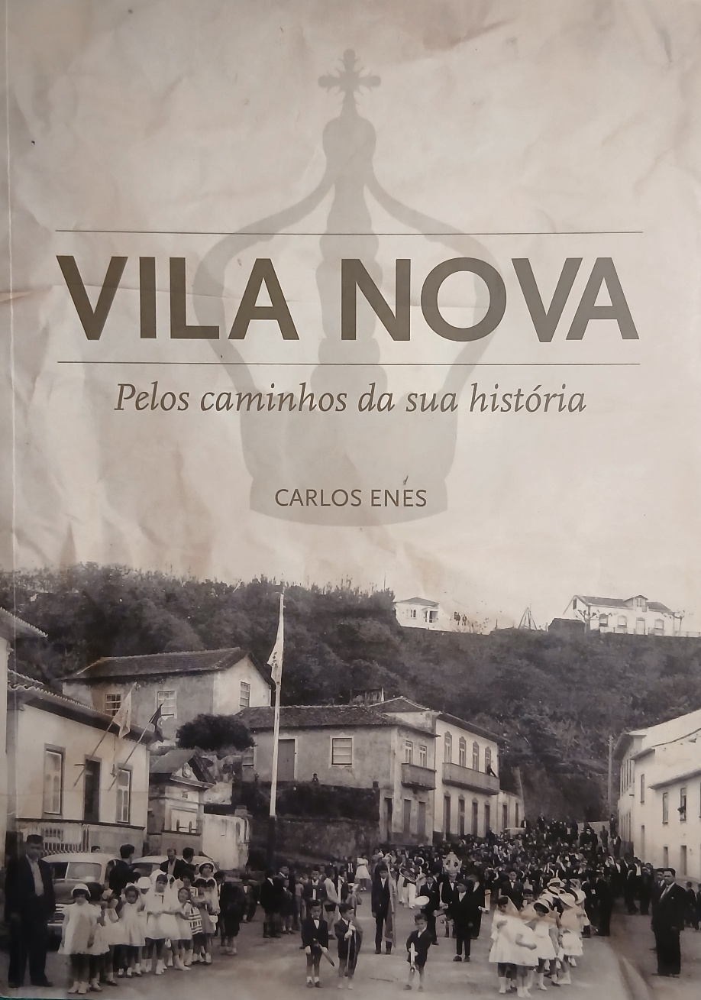 VILA NOVA
Pelos caminhos da sua história
CARLOS ENES